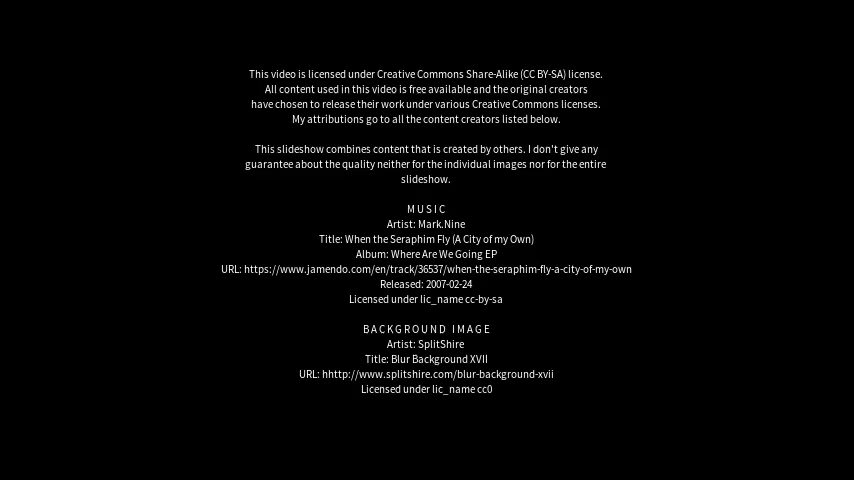 This video is licensed under Creative Commons Share-Alike (CC BY-SA) license.
All content used in this video is free available and the original creators
have chosen to release their work under various Creative Commons licenses.
My attributions go to all the content creators listed below.
This slideshow combines content that is created by others. I don't give any
guarantee about the quality neither for the individual images nor for the entire
slideshow.
MUSIC
Artist: Mark.Nine
Title: When the Seraphim Fly (A City of my Own)
Album: Where Are We Going EP
URL: https://www.jamendo.com/en/track/36537/when-the-seraphim-fly-a-city-of-my-own
Released: 2007-02-24
Licensed under lic_name cc-by-sa
BACKGROUND IMAGE
Artist: SplitShire
Title: Blur Background XVII
URL: hhttp://www.splitshire.com/blur-background-xvii
Licensed under lic_name cc0